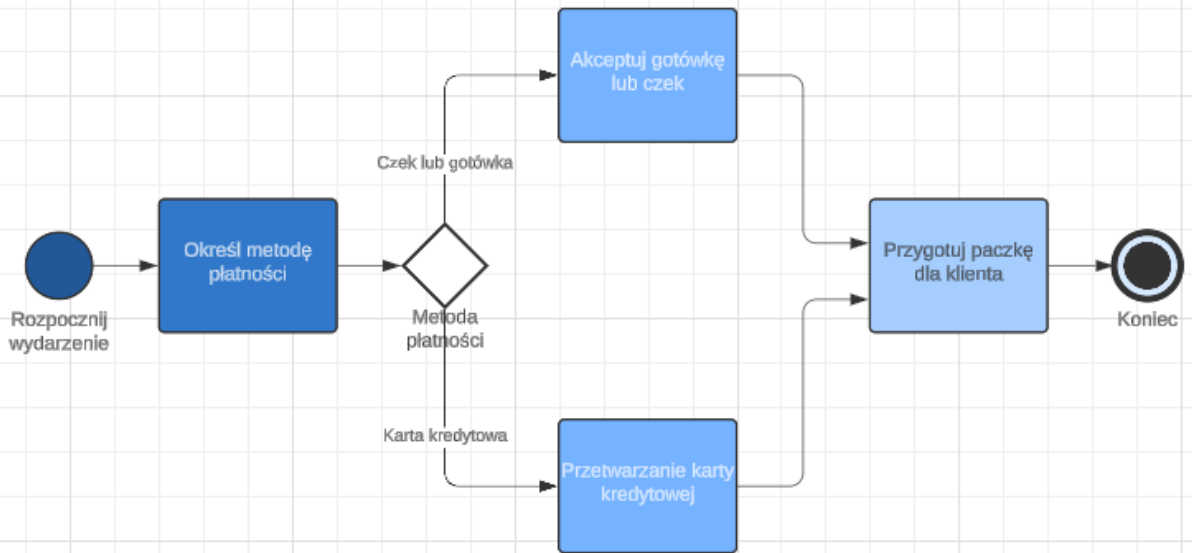 Akceptuj gotówkę
lub czek
Czek lub gotówka
Określ metodę
płatności
Przygotuj paczkę
dla klienta
Rozpocznij
wydarzenie
Metoda
płatności
Koniec
Karta kredytowa
Przetwarzanie karty
kredytowej